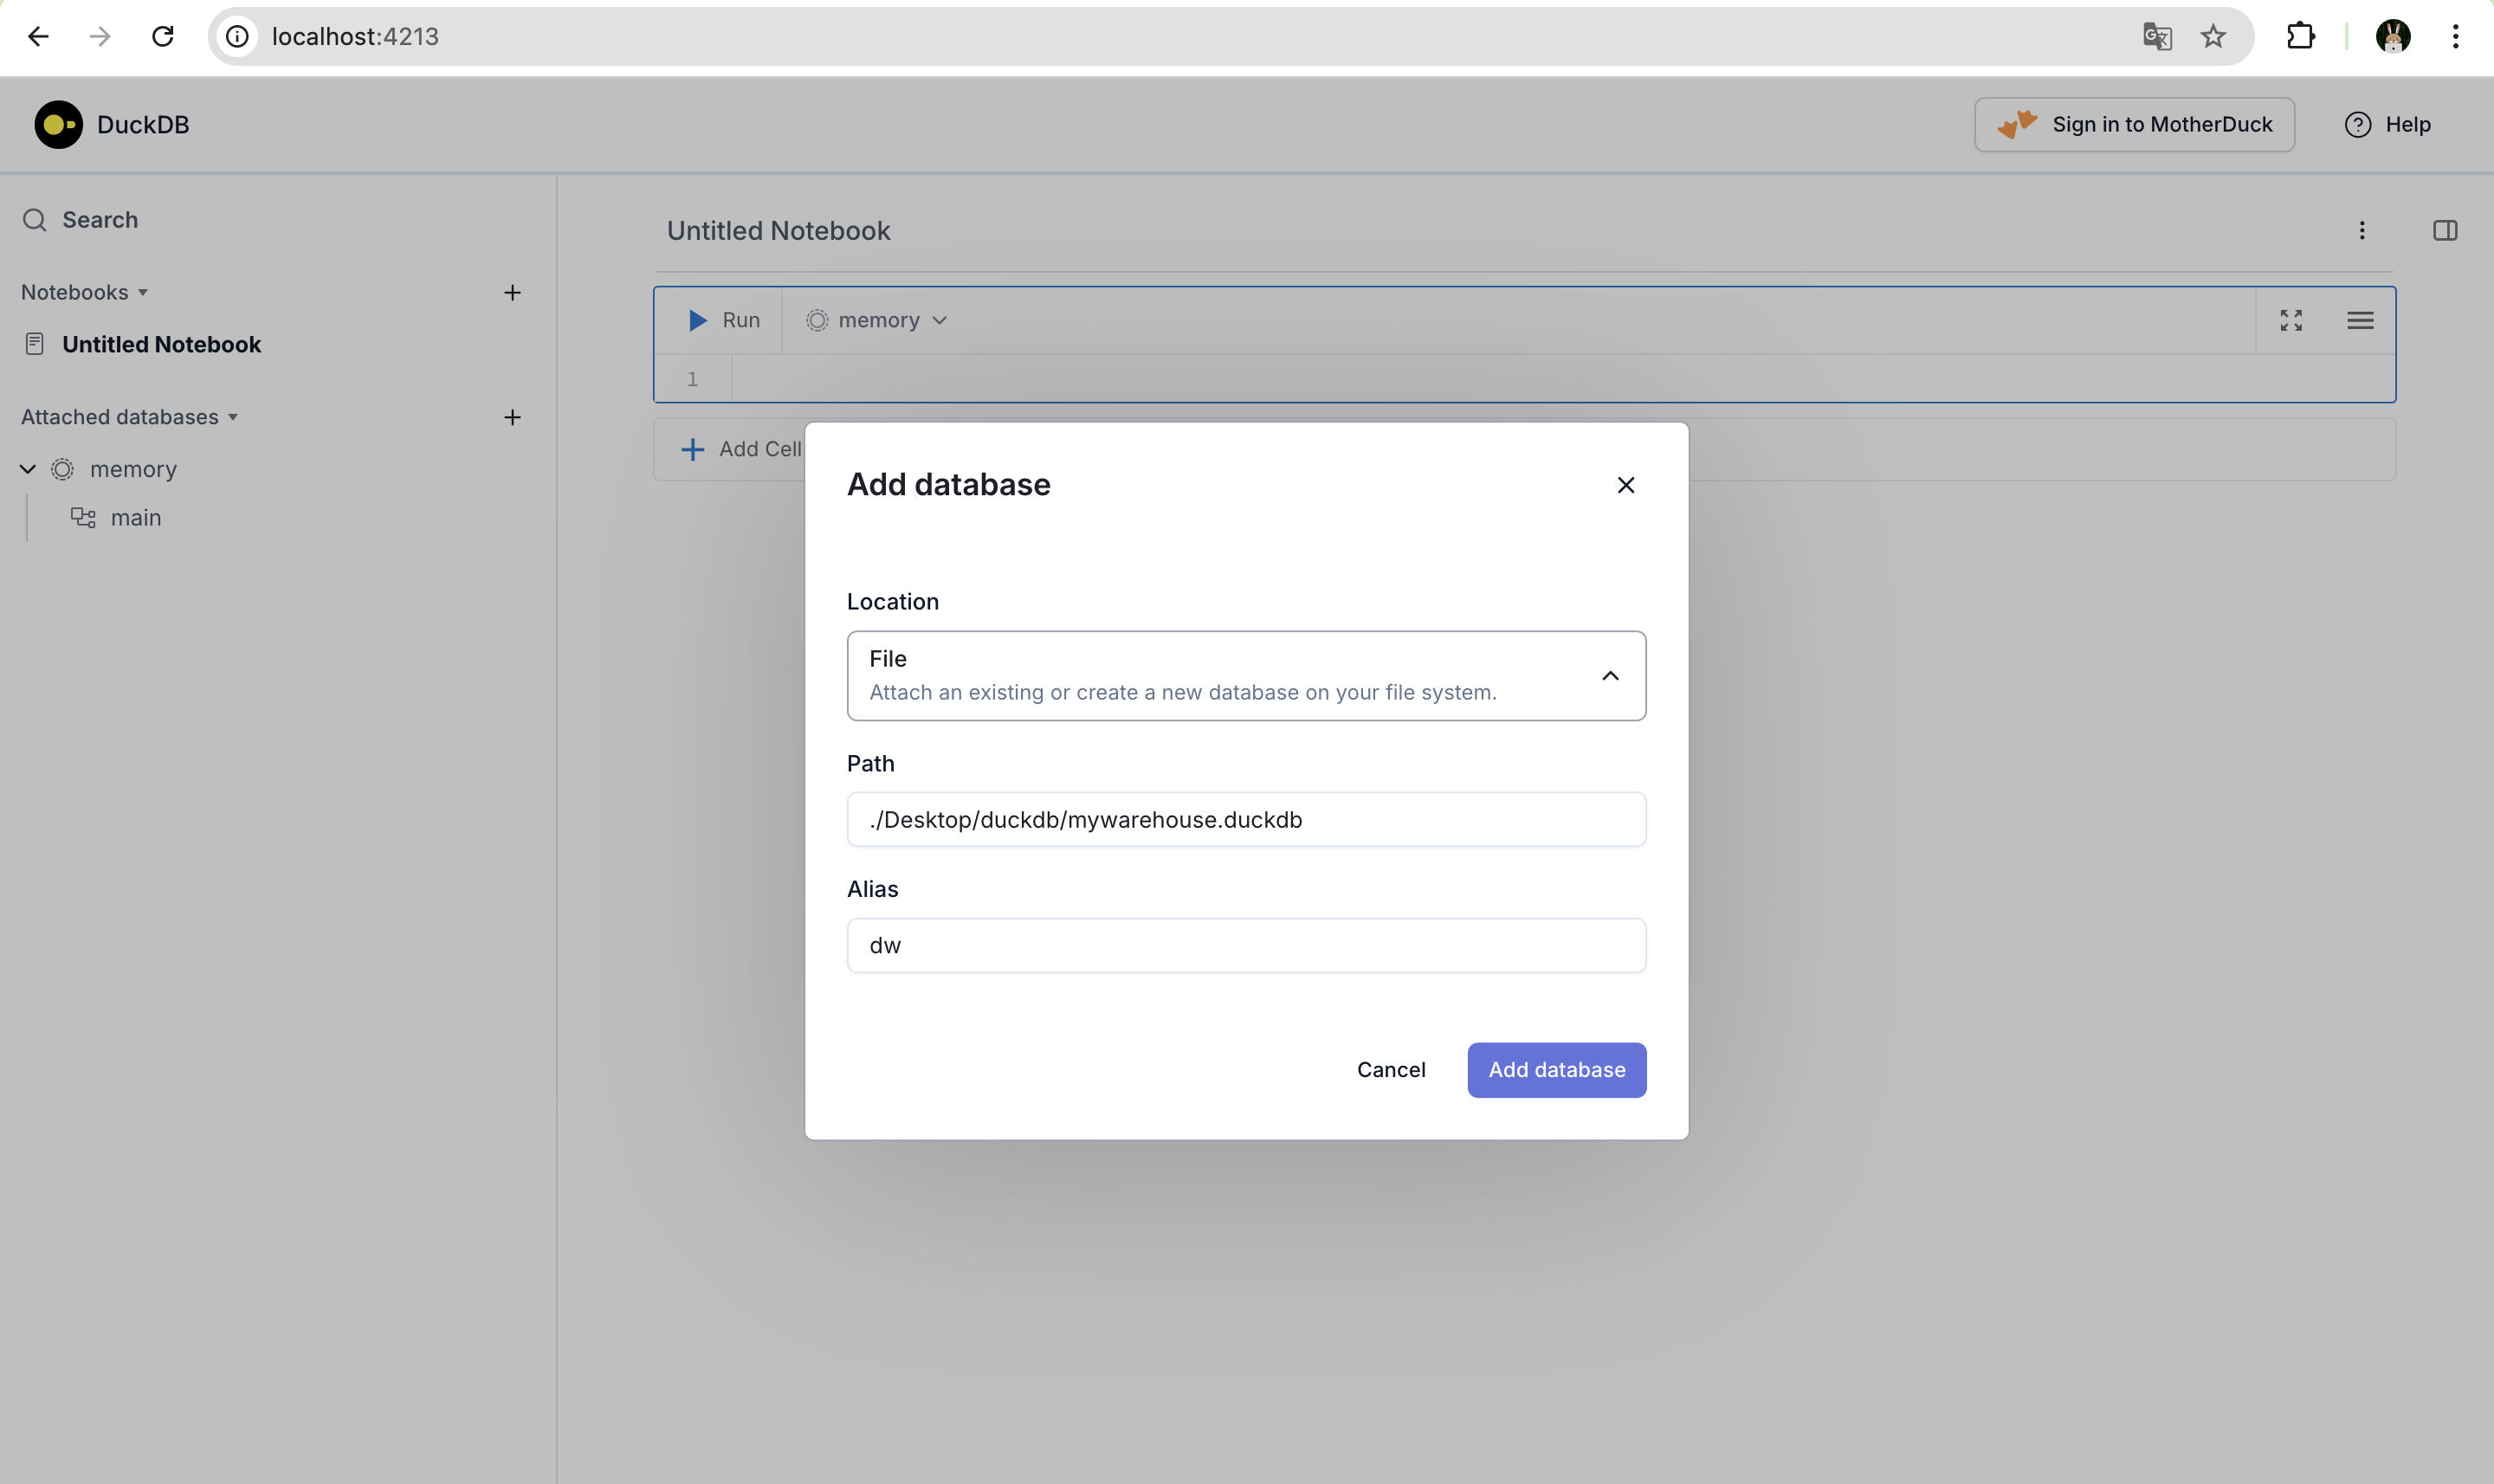 localhost:4213
DuckDB
Sign in to MotherDuck
Help
Search
Notebooks
Untitled Notebook
Attached databases
memory
main
Untitled Notebook
Run
memory
1
Add Cell
Add database
Location
File
Attach an existing or create a new database on your file system.
Path
./Desktop/duckdb/mywarehouse.duckdb
Alias
dw
Cancel
Add database